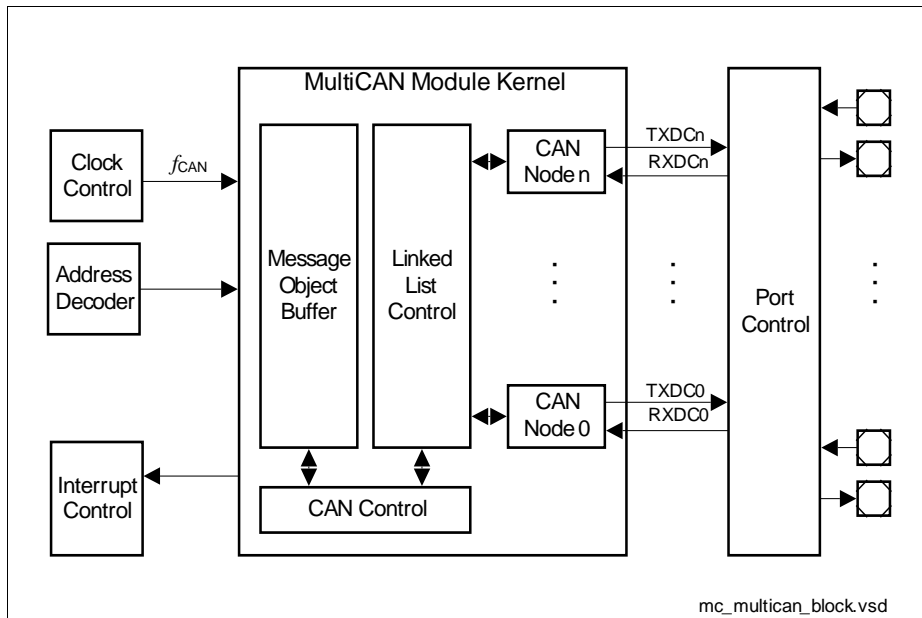 MultiCAN Module Kernel
Clock
Control
fCAN
Address
Decoder
Interrupt
Control
Message
Object
Buffer
Linked
List
Control
CAN
Node n
CAN
Node 0
CAN Control
TXDCn
RXDCn
TXDC0
RXDC0
Port
Control
mc_multican_block.vsd